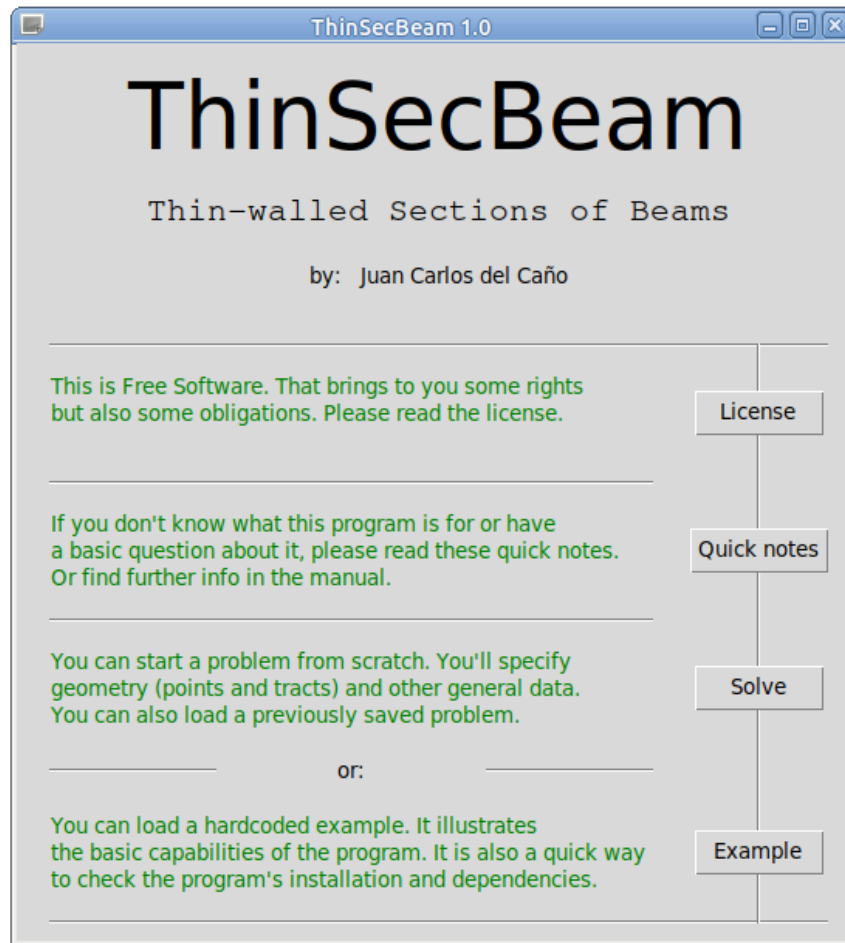 ThinSecBeam 1.0
ThinSecBeam
Thin-walled Sections of Beams
by: Juan Carlos del Caño
This is Free Software. That brings to you some rights
but also some obligations. Please read the license.
License
If you don't know what this program is for or have
a basic question about it, please read these quick notes.
Or find further info in the manual.
Quick notes
You can start a problem from scratch. You'll specify
geometry (points and tracts) and other general data.
You can also load a previously saved problem.
Solve
or:
You can load a hardcoded example. It illustrates
the basic capabilities of the program. It is also a quick way
to check the program's installation and dependencies.
Example